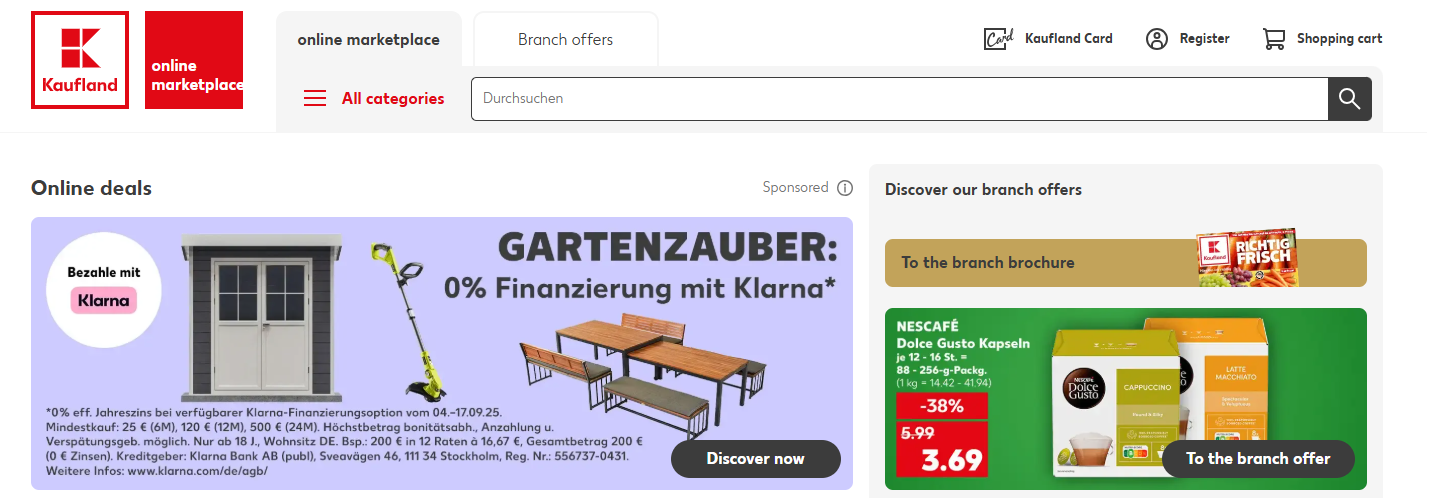 Kaufland
online
marketplace
online marketplace
Branch offers
Card
Kaufland Card
Register
Shopping cart
All categories
Durchsuchen
Online deals
Sponsored
Bezahle mit
Klarna
GARTENZAUBER:
0% Finanzierung mit Klarna*
*0% eff. Jahreszins bei verfügbarer Klarna-Finanzierungsoption vom 04.–17.09.25.
Mindestkauf: 25 € (6M), 120 € (12M), 500 € (24M). Höchstbetrag bonitätsabh., Anzahlung u.
Verspätungsgeb. möglich. Nur ab 18 J., Wohnsitz DE. Bsp.: 200 € in 12 Raten à 16,67 €, Gesamtbetrag 200 €
(0 € Zinsen). Kreditgeber: Klarna Bank AB (publ), Sveavägen 46, 111 34 Stockholm, Reg. Nr.: 556737-0431.
Weitere Infos: www.klarna.com/de/agb/
Discover now
Discover our branch offers
To the branch brochure
Kaufland
RICHTIG
FRISCH
NESCAFÉ
Dolce Gusto Kapseln
je 12 - 16 St. =
88 - 256-g-Packg.
(1 kg = 14.42 - 41.94)
-38%
5.99
3.69
NESCAFÉ
Dolce
Gusto
CAPPUCCINO
LATTE
MACCHIATO
To the branch offer